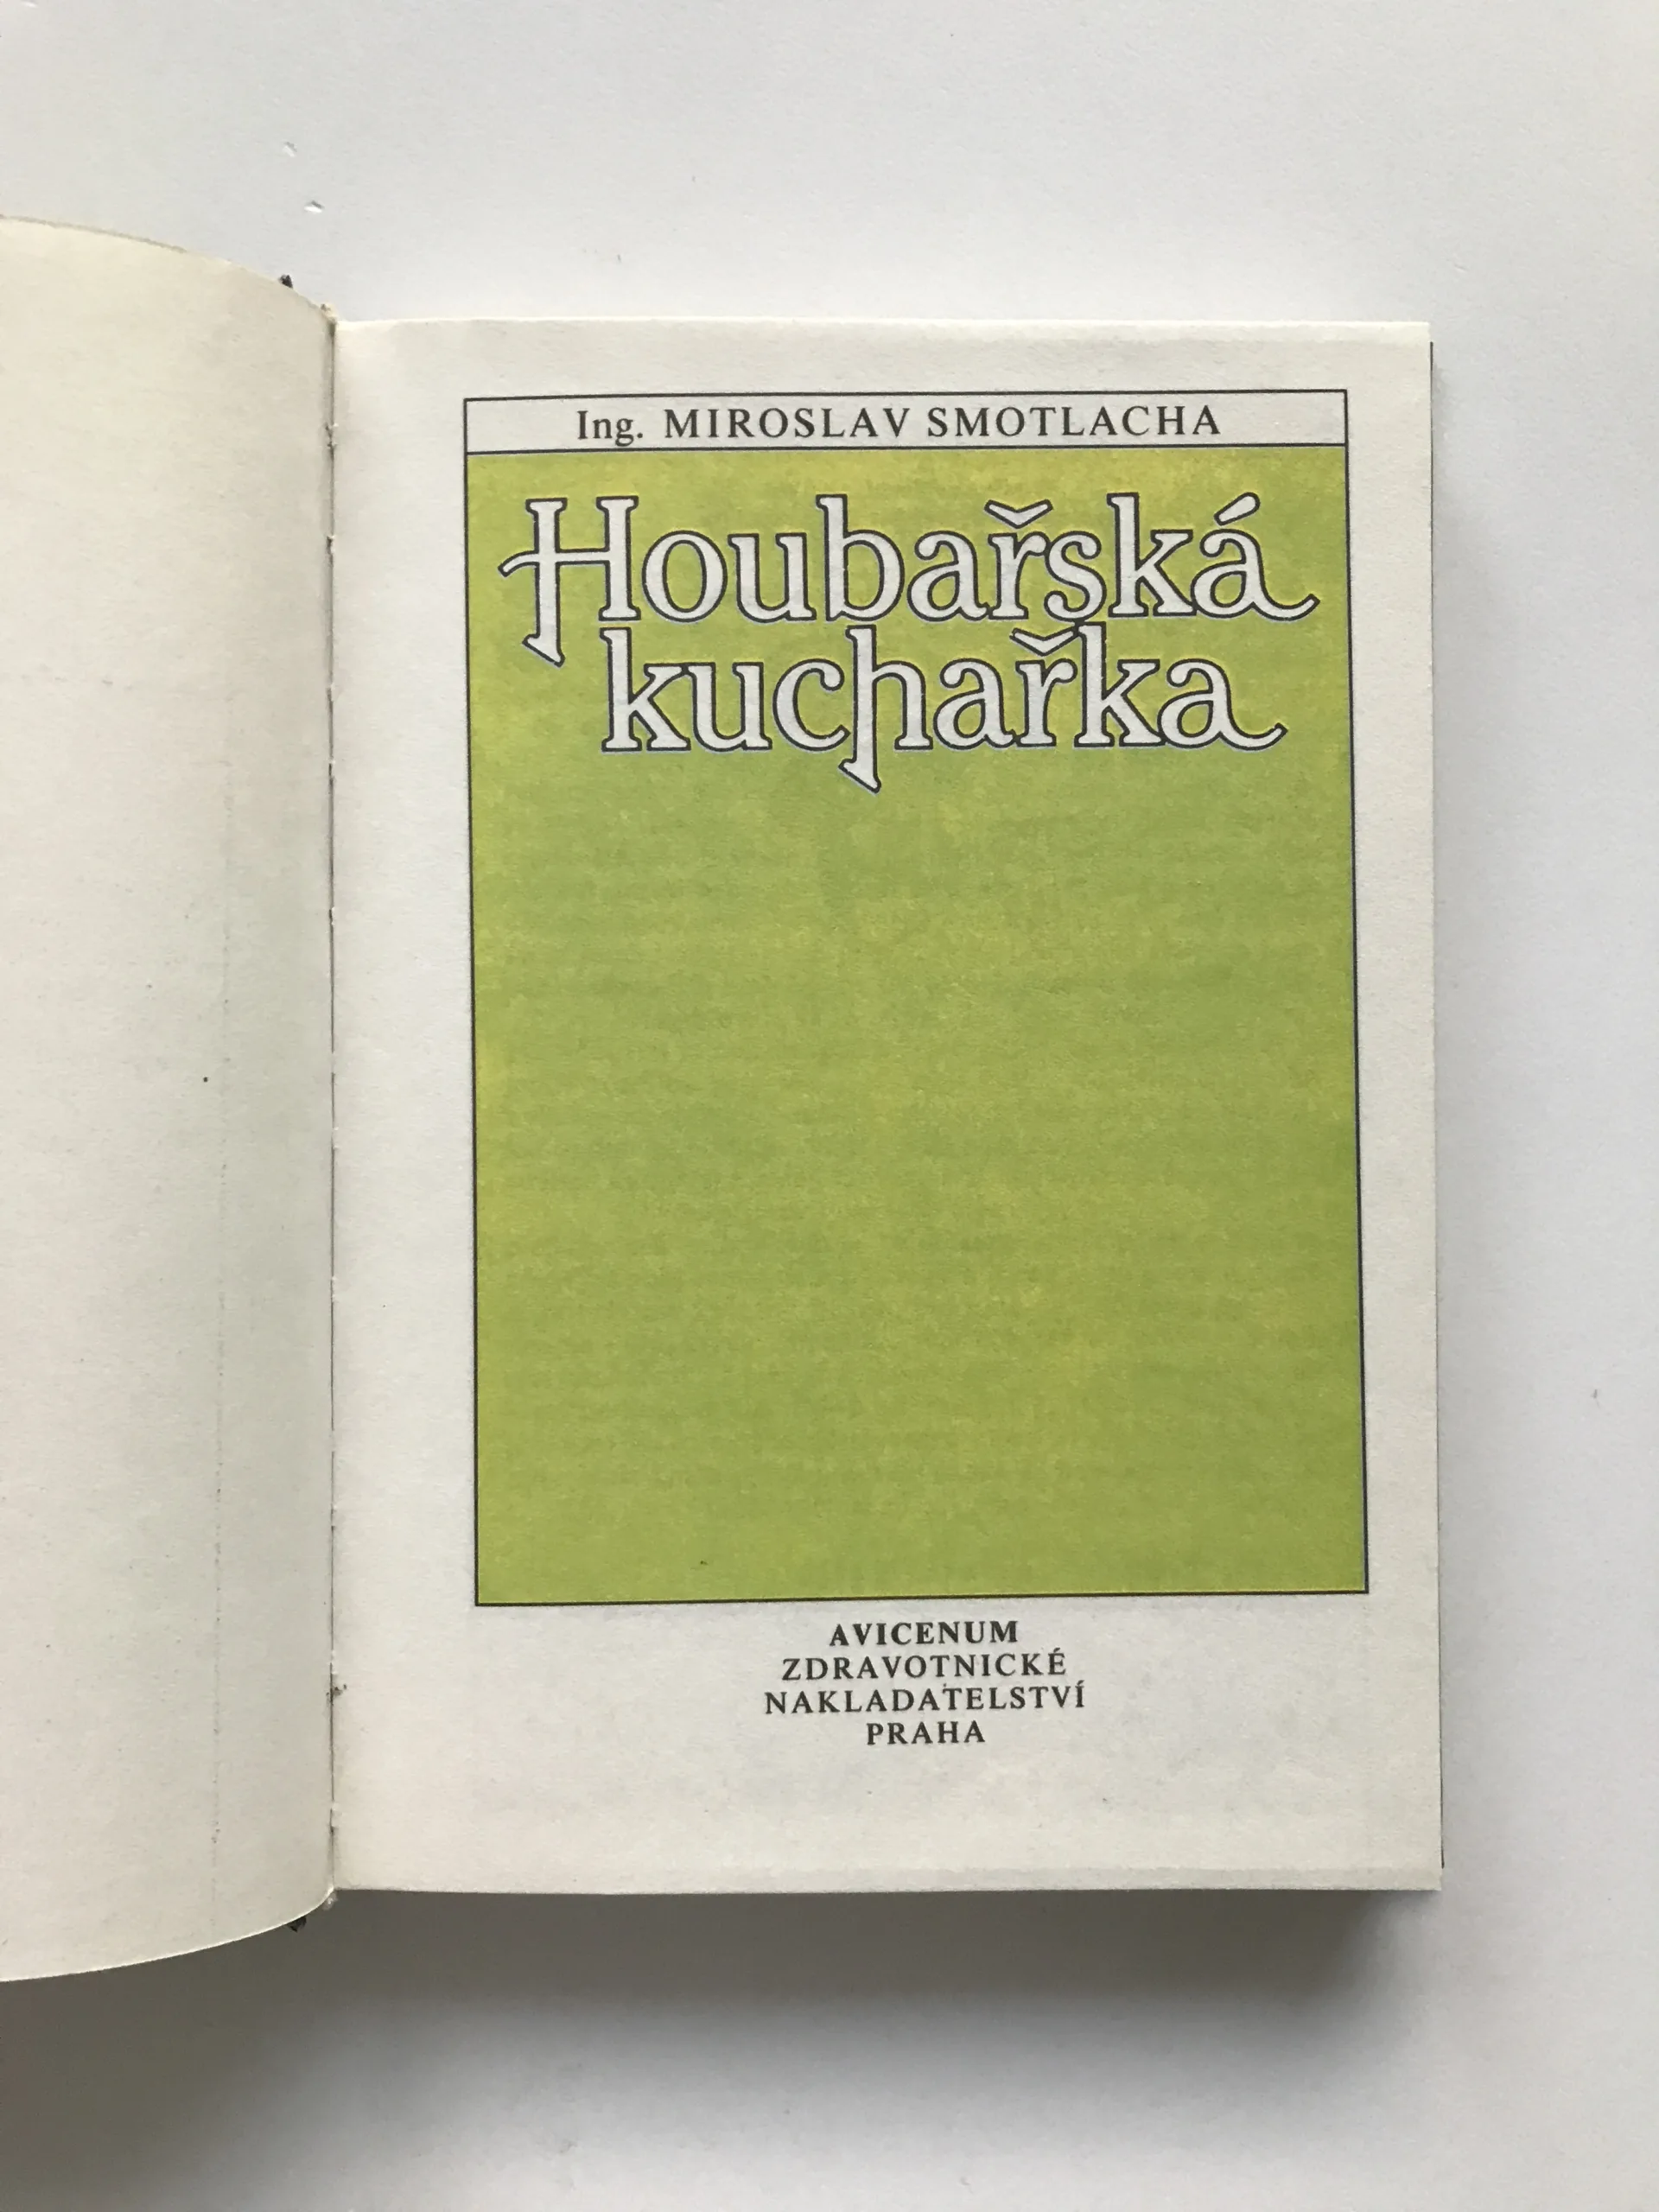 Ing. MIROSLAV SMOTLACHA
Houbařská
kuchařka
AVICENUM
ZDRAVOTNICKÉ
NAKLADATELSTVÍ
PRAHA